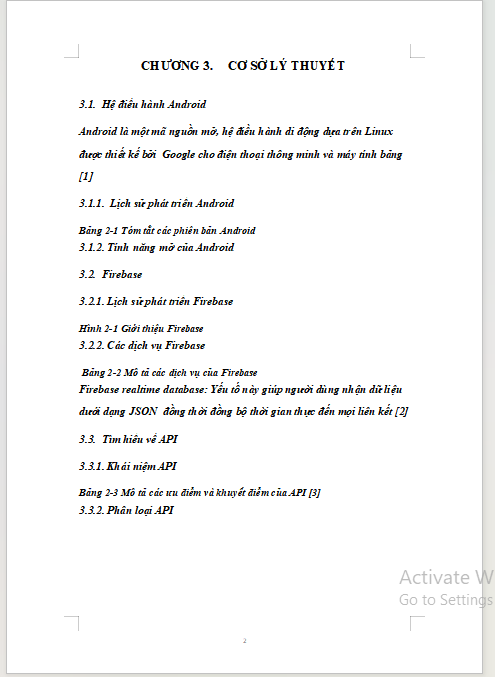 CHƯƠNG 3. CƠ SỞ LÝ THUYẾT
3.1. Hệ điều hành Android
Android là một mã nguồn mở, hệ điều hành di động dựa trên Linux
được thiết kế bởi Google cho điện thoại thông minh và máy tính bảng
[1]
3.1.1. Lịch sử phát triển Android
Bảng 2-1 Tóm tắt các phiên bản Android
3.1.2. Tính năng mở của Android
3.2. Firebase
3.2.1. Lịch sử phát triển Firebase
Hình 2-1 Giới thiệu Firebase
3.2.2. Các dịch vụ Firebase
Bảng 2-2 Mô tả các dịch vụ của Firebase
Firebase realtime database: Yếu tố này giúp người dùng nhận dữ liệu
dưới dạng JSON đồng thời đồng bộ thời gian thực đến mọi liên kết [2]
3.3. Tìm hiểu về API
3.3.1. Khái niệm API
Bảng 2-3 Mô tả các ưu điểm và khuyết điểm của API [3]
3.3.2. Phân loại API
Activate W
Go to Settings
2